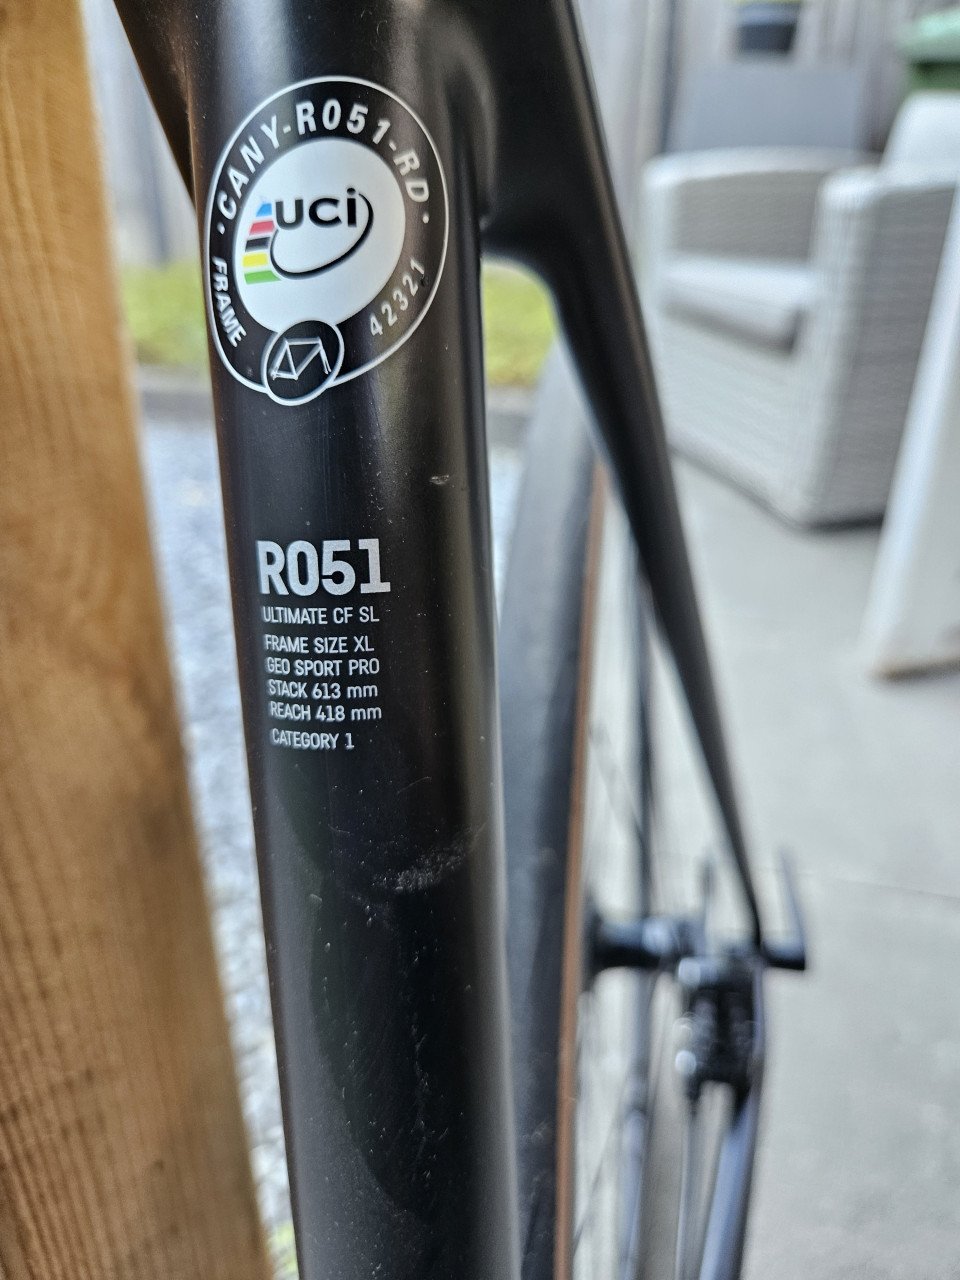 · CANY-R051-RD ·
UCi
FRAME
42321
R051
ULTIMATE CF SL
FRAME SIZE XL
GEO SPORT PRO
STACK 613 mm
REACH 418 mm
CATEGORY 1